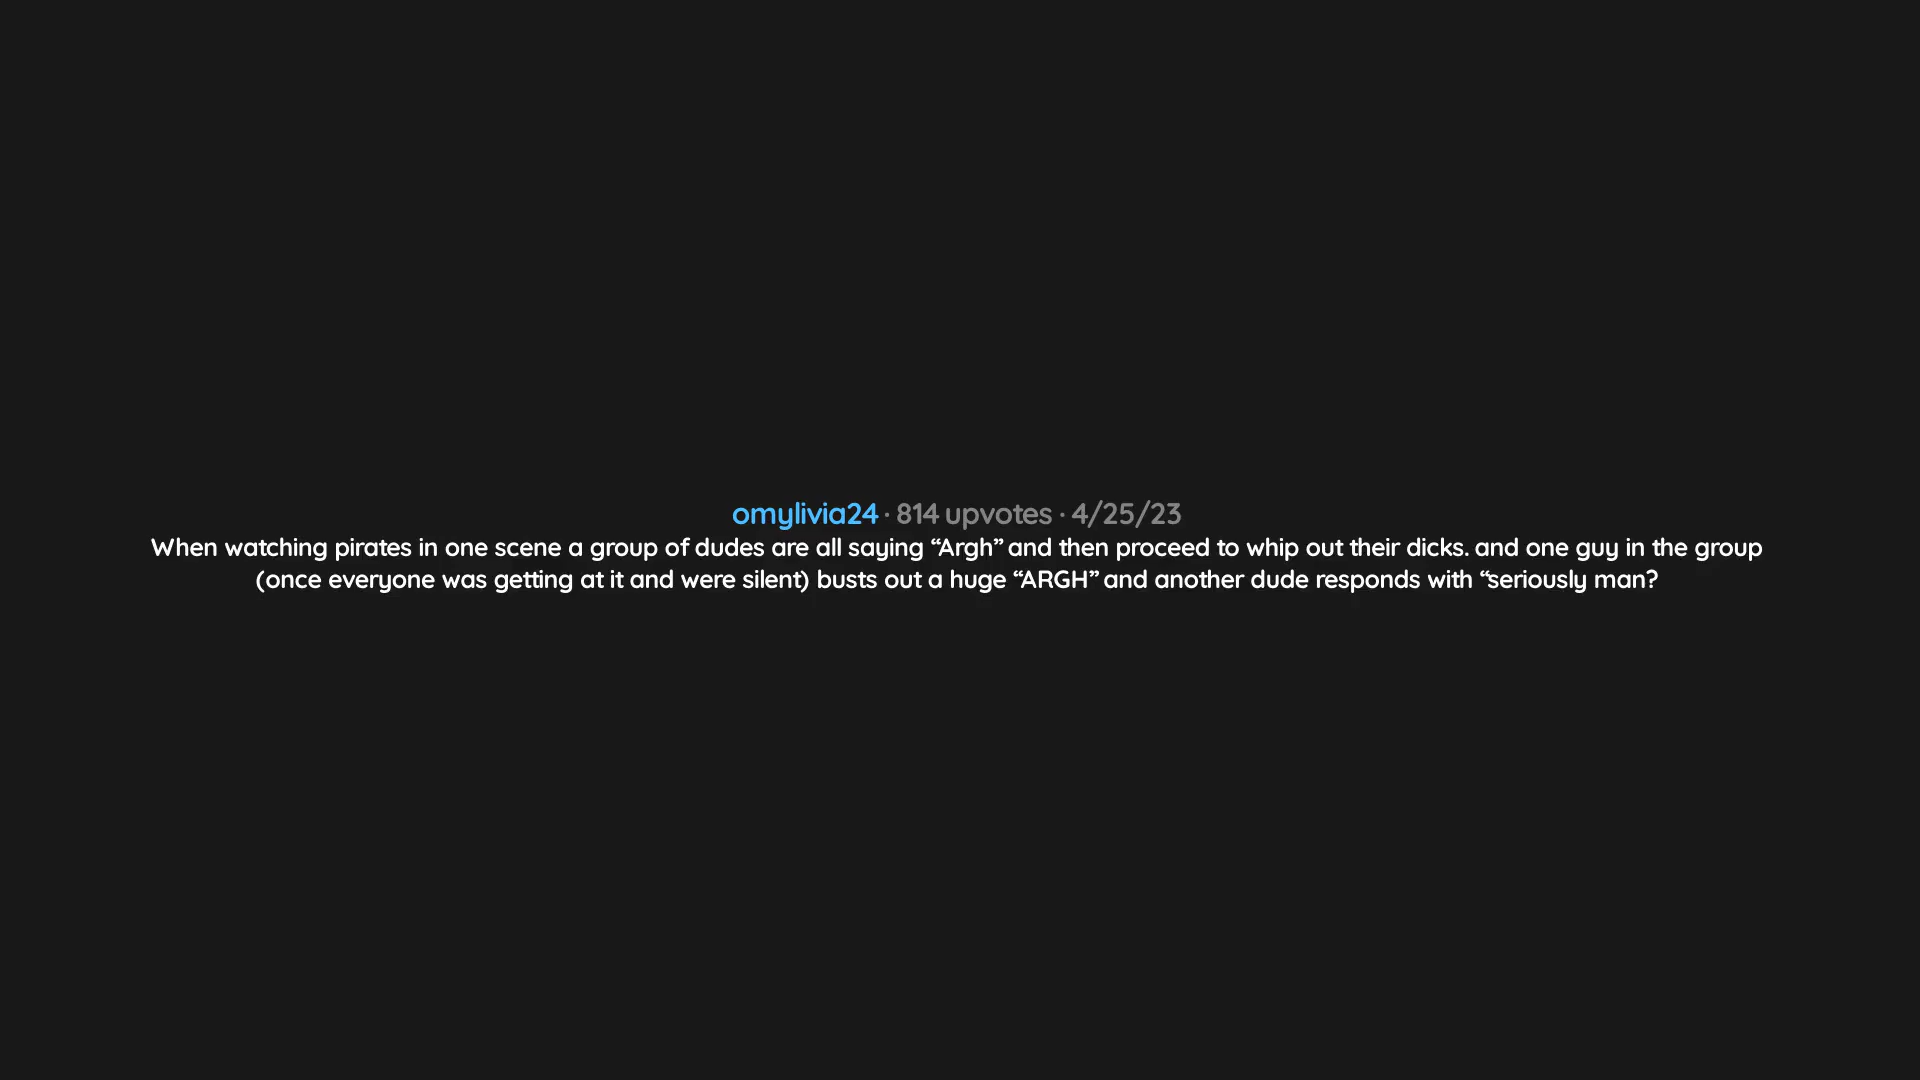 omylivia24 · 814 upvotes · 4/25/23
When watching pirates in one scene a group of dudes are all saying “Argh” and then proceed to whip out their dicks. and one guy in the group
(once everyone was getting at it and were silent) busts out a huge “ARGH” and another dude responds with “seriously man?